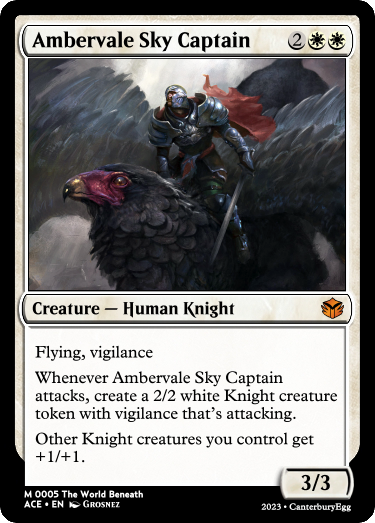 Ambervale Sky Captain 2
Creature — Human Knight
Flying, vigilance
Whenever Ambervale Sky Captain
attacks, create a 2/2 white Knight creature
token with vigilance that's attacking.
Other Knight creatures you control get
+1/+1.
3/3
M 0005 The World Beneath
ACE • EN Grosnez
2023 • CanterburyEgg